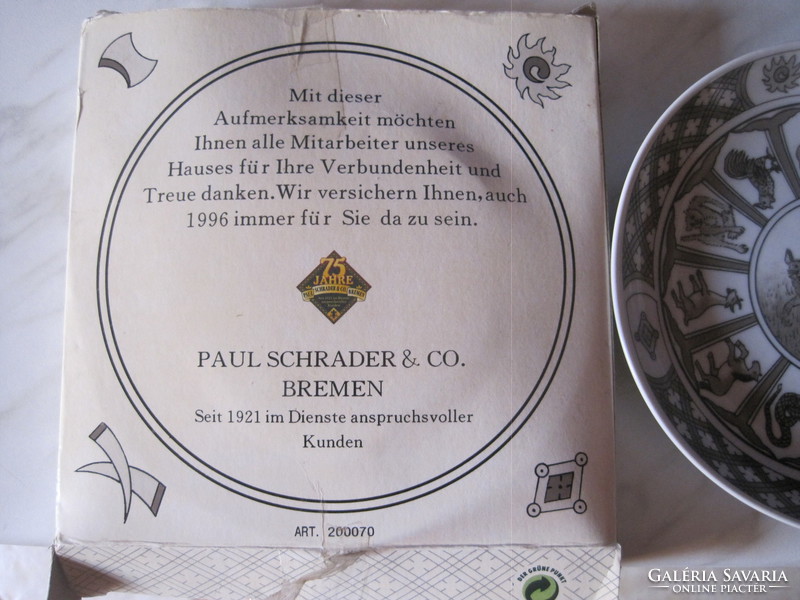 Mit dieser
Aufmerksamkeit möchten
Ihnen alle Mitarbeiter unseres
Hauses für Ihre Verbundenheit und
Treue danken. Wir versichern Ihnen, auch
1996 immer für Sie da zu sein.
75
JAHRE
PAUL SCHRADER & CO. BREMEN
PAUL SCHRADER & CO.
BREMEN
Seit 1921 im Dienste anspruchsvoller
Kunden
ART. 200070
DER GRÜNE PUNKT
GALÉRIA SAVARIA
ONLINE PIACTÉR